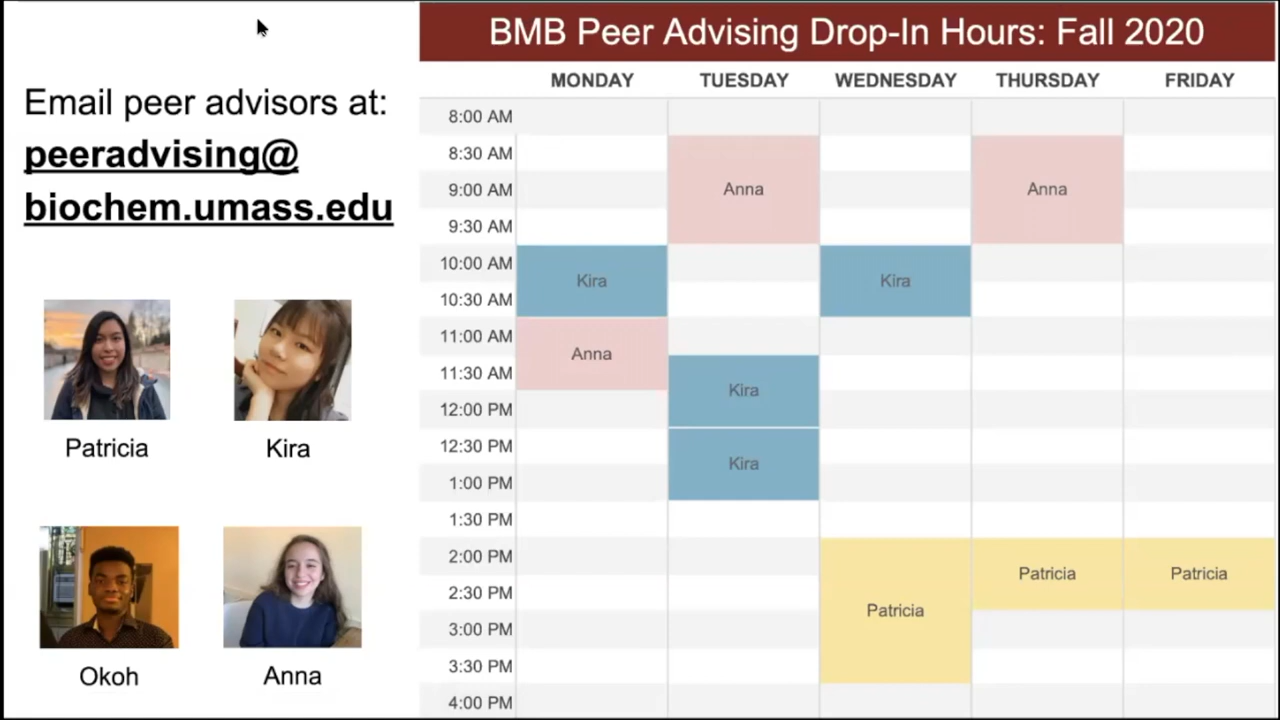 Email peer advisors at:
peeradvising@
biochem.umass.edu
Patricia
Kira
Okoh
Anna
BMB Peer Advising Drop-In Hours: Fall 2020
MONDAY TUESDAY WEDNESDAY THURSDAY FRIDAY
8:00 AM
8:30 AM
9:00 AM Anna Anna
9:30 AM
10:00 AM
Kira Kira
10:30 AM
11:00 AM
Anna
11:30 AM
Kira
12:00 PM
12:30 PM
Kira
1:00 PM
1:30 PM
2:00 PM
Patricia Patricia
2:30 PM
Patricia
3:00 PM
3:30 PM
4:00 PM